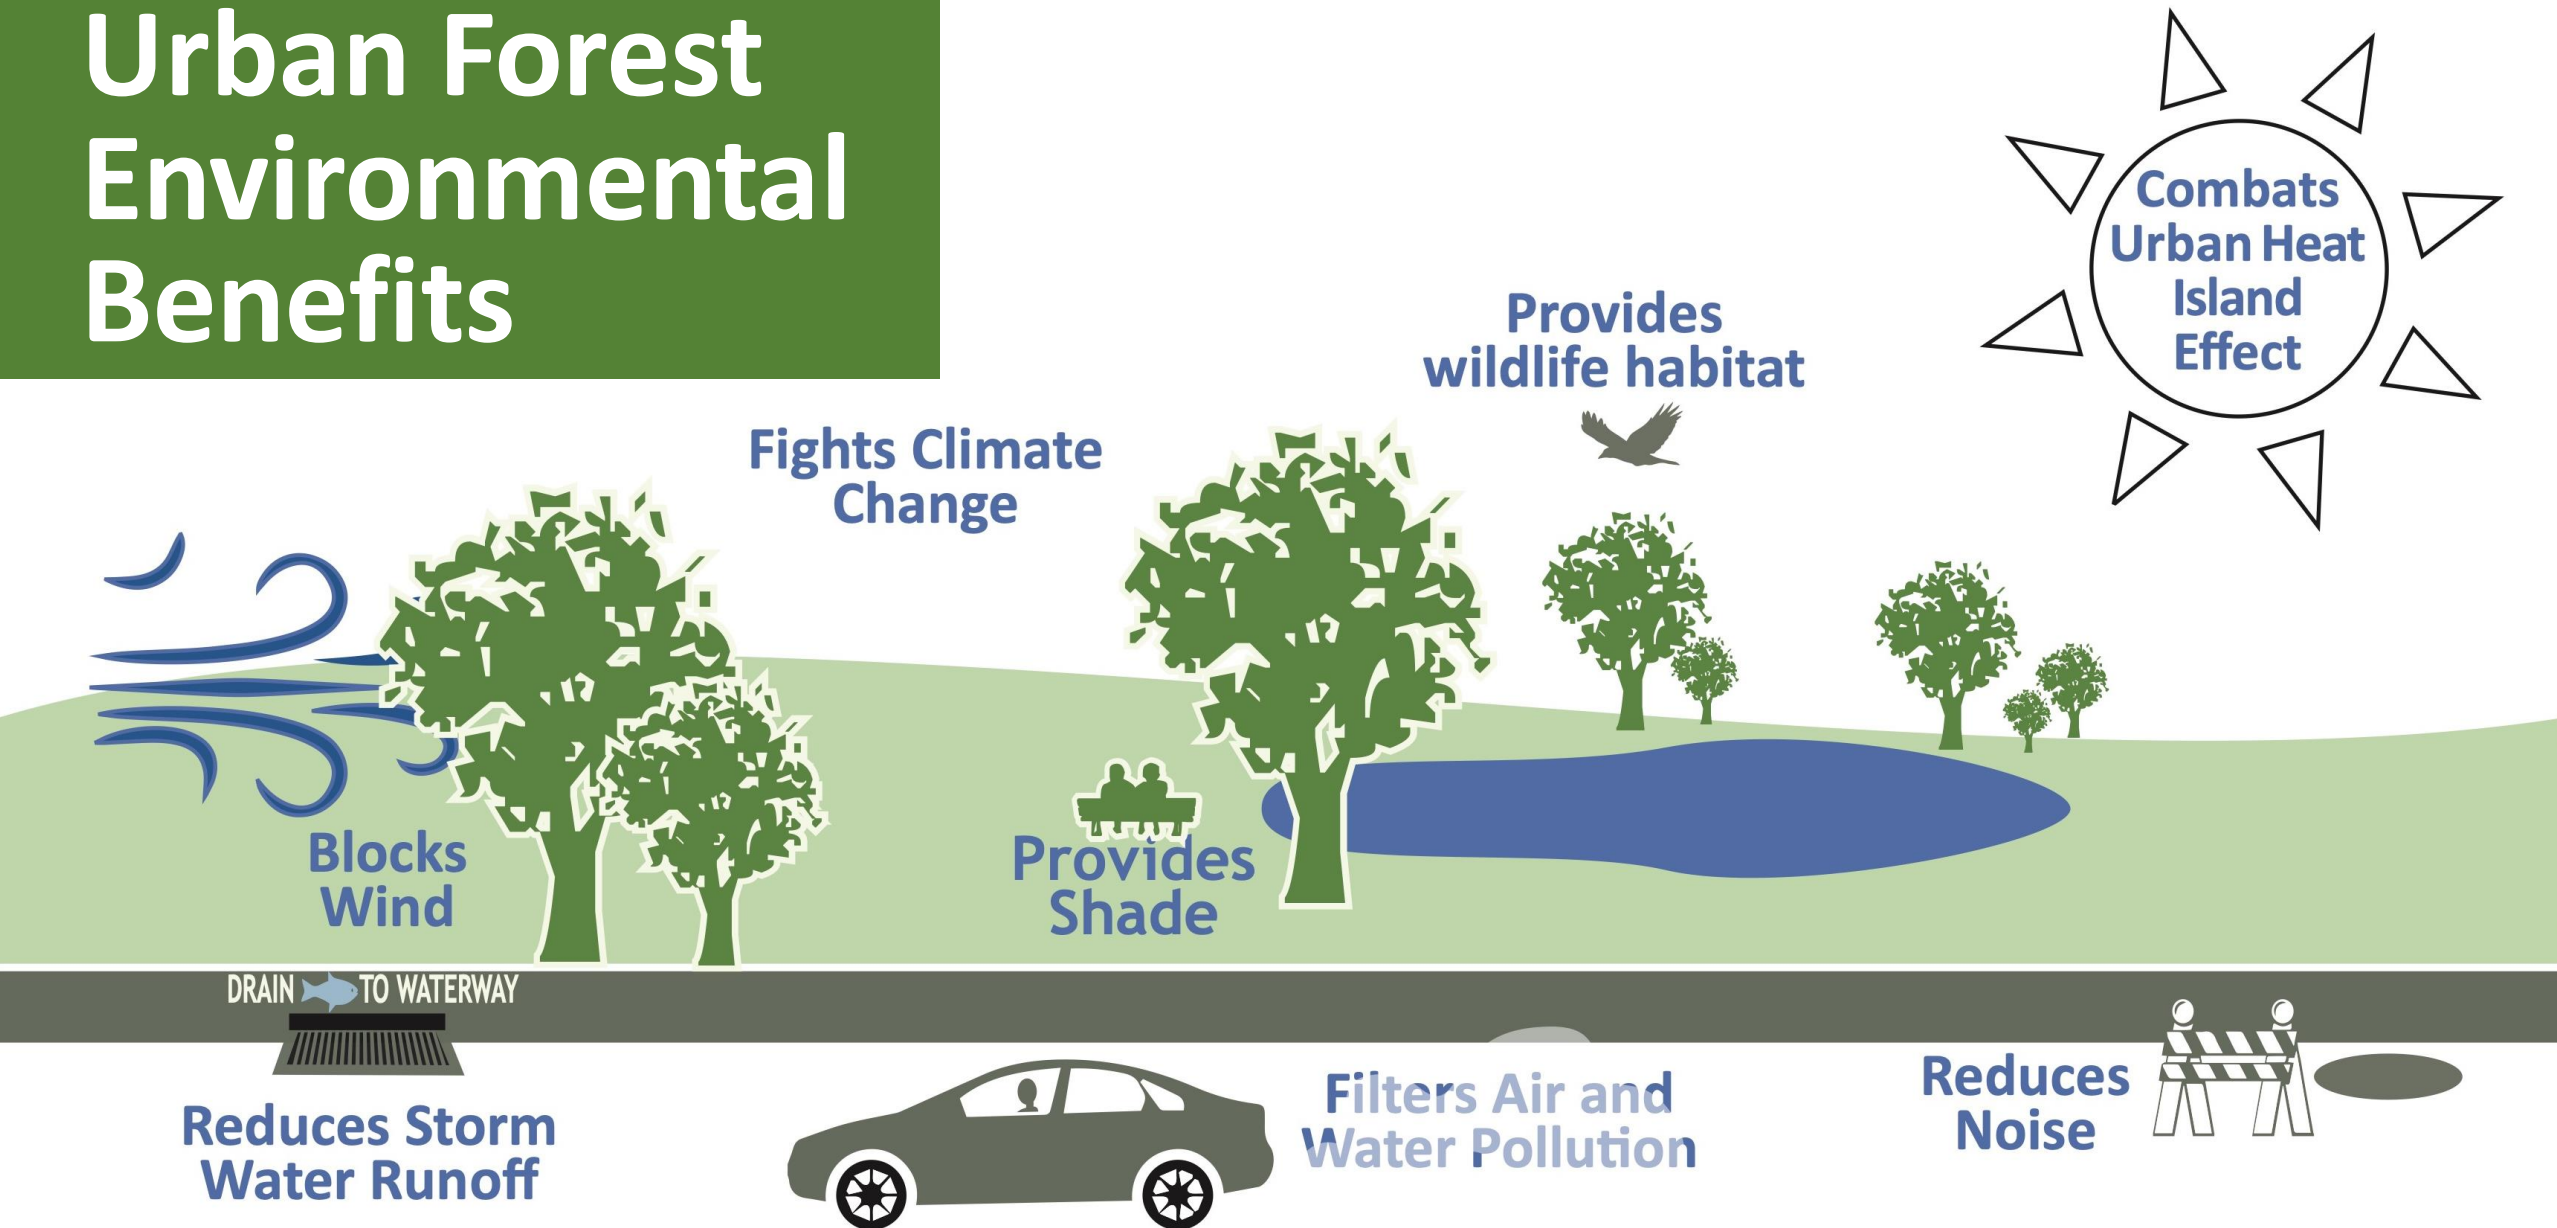 Urban Forest
Environmental
Benefits
Combats
Urban Heat
Island
Effect
Provides
wildlife habitat
Fights Climate
Change
Blocks
Wind
Provides
Shade
DRAIN TO WATERWAY
Reduces Storm
Water Runoff
Filters Air and
Water Pollution
Reduces
Noise